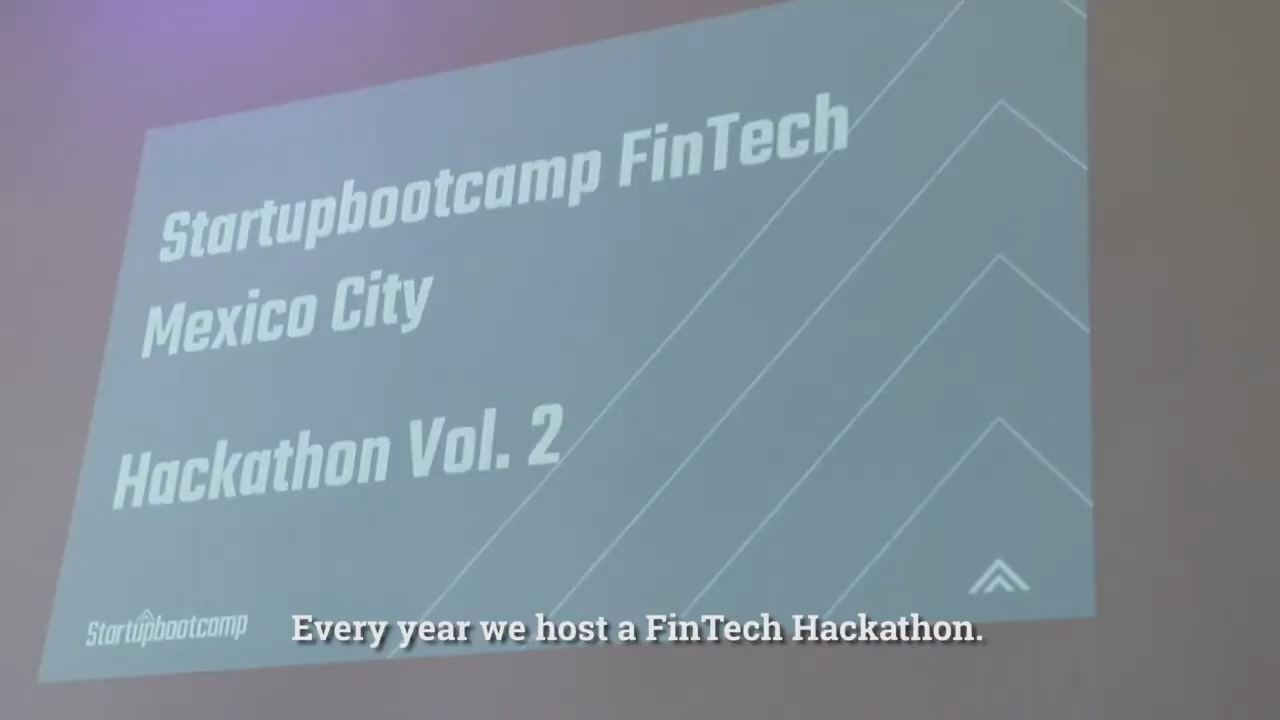 Startupbootcamp FinTech
Mexico City
Hackathon Vol. 2
Startupbootcamp
Every year we host a FinTech Hackathon.